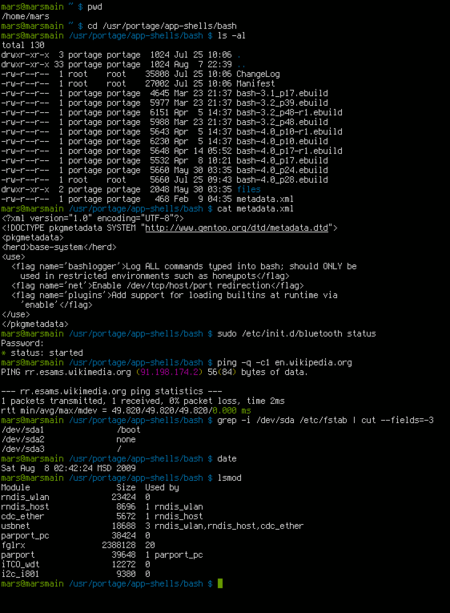 mars@marsmain ~ $ pwd
/home/mars
mars@marsmain ~ $ cd /usr/portage/app-shells/bash
mars@marsmain /usr/portage/app-shells/bash $ ls -al
total 130
drwxr-xr-x  3 portage portage  1024 Jul 25 10:06 .
drwxr-xr-x 33 portage portage  1024 Aug  7 22:39 ..
-rw-r--r--  1 root    root    35808 Jul 25 10:06 ChangeLog
-rw-r--r--  1 root    root    27002 Jul 25 10:06 Manifest
-rw-r--r--  1 portage portage  4645 Mar 23 21:37 bash-3.1_p17.ebuild
-rw-r--r--  1 portage portage  5977 Mar 23 21:37 bash-3.2_p39.ebuild
-rw-r--r--  1 portage portage  6151 Apr  5 14:37 bash-3.2_p48-r1.ebuild
-rw-r--r--  1 portage portage  5988 Mar 23 21:37 bash-3.2_p48.ebuild
-rw-r--r--  1 portage portage  5643 Apr  5 14:37 bash-4.0_p10-r1.ebuild
-rw-r--r--  1 portage portage  6230 Apr  5 14:37 bash-4.0_p10.ebuild
-rw-r--r--  1 portage portage  5648 Apr 14 05:52 bash-4.0_p17-r1.ebuild
-rw-r--r--  1 portage portage  5532 Apr  8 10:21 bash-4.0_p17.ebuild
-rw-r--r--  1 portage portage  5660 May 30 03:35 bash-4.0_p24.ebuild
-rw-r--r--  1 root    root     5660 Jul 25 09:43 bash-4.0_p28.ebuild
drwxr-xr-x  2 portage portage  2048 May 30 03:35 files
-rw-r--r--  1 portage portage   468 Feb  9 04:35 metadata.xml
mars@marsmain /usr/portage/app-shells/bash $ cat metadata.xml
<?xml version="1.0" encoding="UTF-8"?>
<!DOCTYPE pkgmetadata SYSTEM "http://www.gentoo.org/dtd/metadata.dtd">
<pkgmetadata>
<herd>base-system</herd>
<use>
  <flag name='bashlogger'>Log ALL commands typed into bash; should ONLY be
    used in restricted environments such as honeypots</flag>
  <flag name='net'>Enable /dev/tcp/host/port redirection</flag>
  <flag name='plugins'>Add support for loading builtins at runtime via
    'enable'</flag>
</use>
</pkgmetadata>
mars@marsmain /usr/portage/app-shells/bash $ sudo /etc/init.d/bluetooth status
Password:
* status: started
mars@marsmain /usr/portage/app-shells/bash $ ping -q -c1 en.wikipedia.org
PING rr.esams.wikimedia.org (91.198.174.2) 56(84) bytes of data.

--- rr.esams.wikimedia.org ping statistics ---
1 packets transmitted, 1 received, 0% packet loss, time 2ms
rtt min/avg/max/mdev = 49.820/49.820/49.820/0.000 ms
mars@marsmain /usr/portage/app-shells/bash $ grep -i /dev/sda /etc/fstab | cut --fields=-3
/dev/sda1               /boot
/dev/sda2               none
/dev/sda3               /
mars@marsmain /usr/portage/app-shells/bash $ date
Sat Aug  8 02:42:24 MSD 2009
mars@marsmain /usr/portage/app-shells/bash $ lsmod
Module                  Size  Used by
rndis_wlan             23424  0
rndis_host              8696  1 rndis_wlan
cdc_ether               5672  1 rndis_host
usbnet                 18688  3 rndis_wlan,rndis_host,cdc_ether
parport_pc             38424  0
fglrx                2388128  20
parport                39648  1 parport_pc
iTCO_wdt               12272  0
i2c_i801                9380  0
mars@marsmain /usr/portage/app-shells/bash $